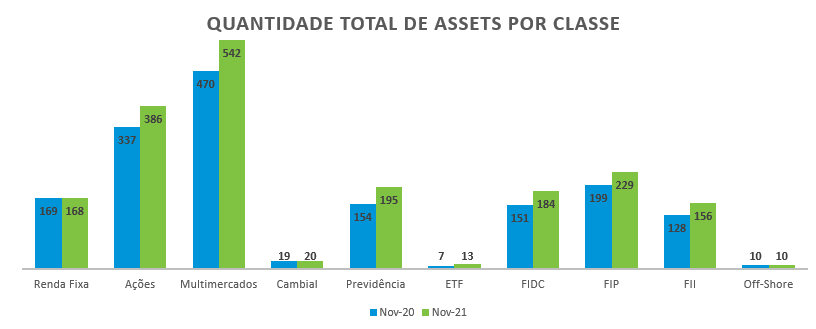 QUANTIDADE TOTAL DE ASSETS POR CLASSE
169 168 337 386 470 542 19 20 154 195 7 13 151 184 199 229 128 156 10 10
Renda Fixa Ações Multimercados Cambial Previdência ETF FIDC FIP FII Off-Shore
Nov-20 Nov-21